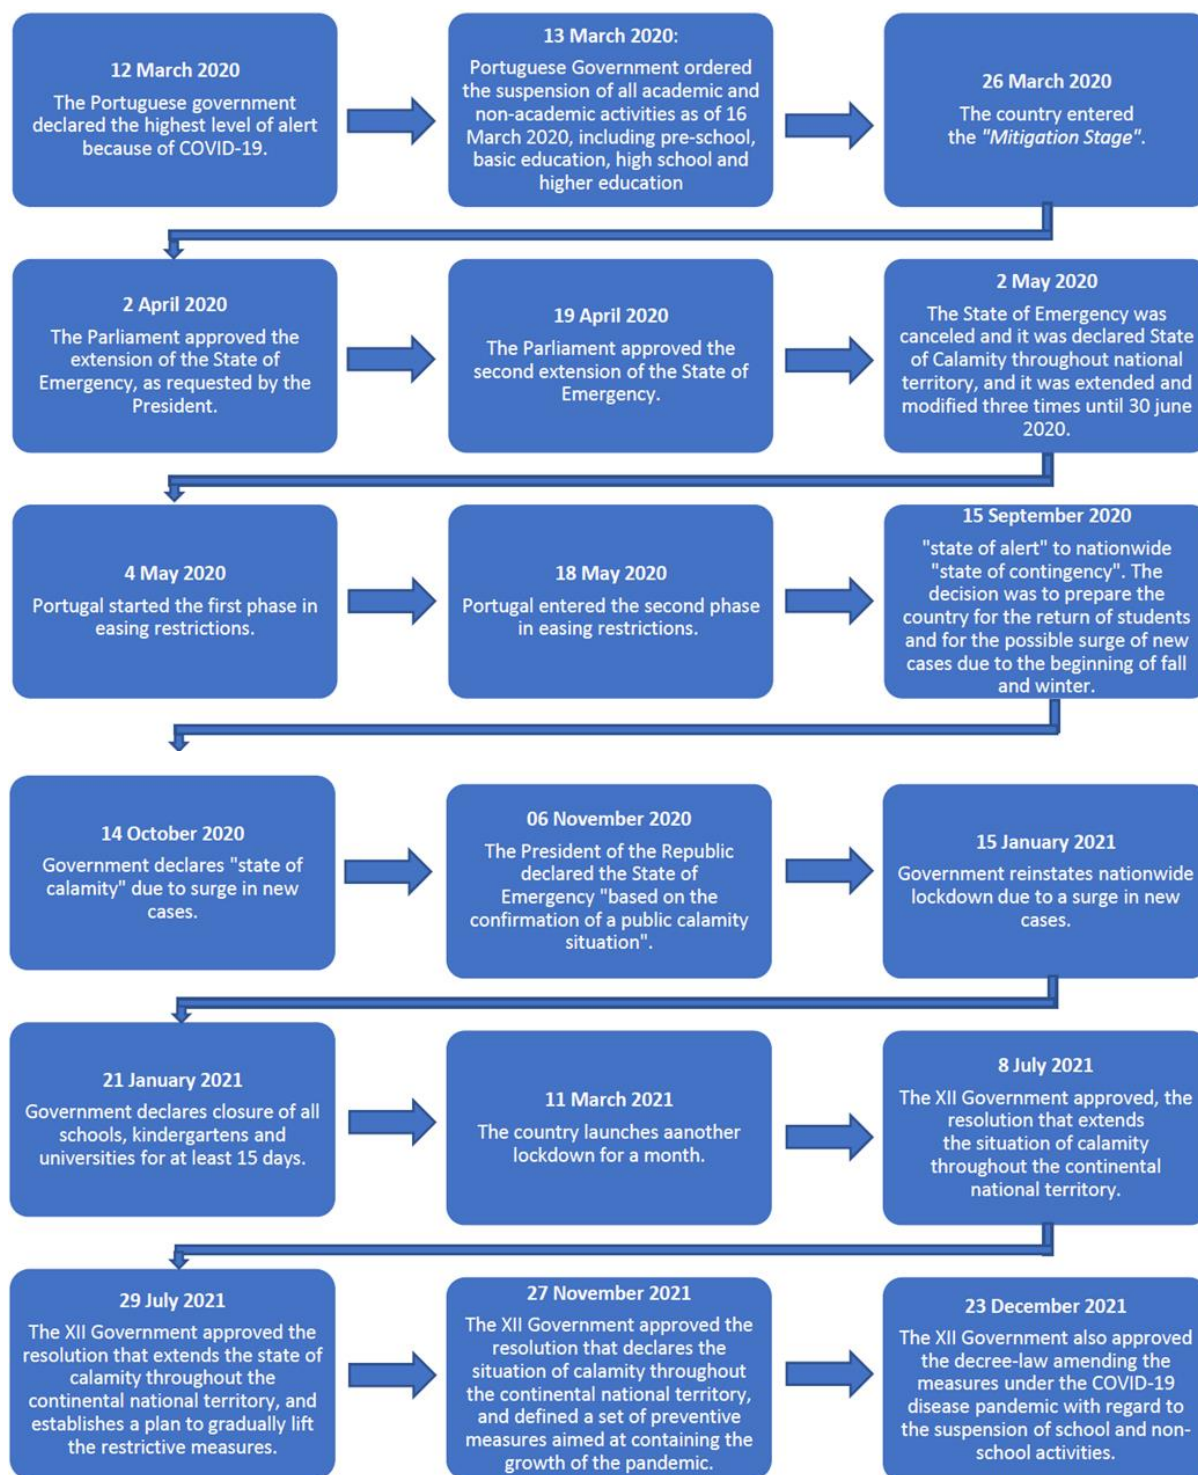 12 March 2020
The Portuguese government
declared the highest level of alert
because of COVID-19.
13 March 2020:
Portuguese Government ordered
the suspension of all academic and
non-academic activities as of 16
March 2020, including pre-school,
basic education, high school and
higher education
26 March 2020
The country entered
the "Mitigation Stage".
2 April 2020
The Parliament approved the
extension of the State of
Emergency, as requested by the
President.
19 April 2020
The Parliament approved the
second extension of the State of
Emergency.
2 May 2020
The State of Emergency was
canceled and it was declared State
of Calamity throughout national
territory, and it was extended and
modified three times until 30 june
2020.
4 May 2020
Portugal started the first phase in
easing restrictions.
18 May 2020
Portugal entered the second phase
in easing restrictions.
15 September 2020
"state of alert" to nationwide
"state of contingency". The
decision was to prepare the
country for the return of students
and for the possible surge of new
cases due to the beginning of fall
and winter.
14 October 2020
Government declares "state of
calamity" due to surge in new
cases.
06 November 2020
The President of the Republic
declared the State of
Emergency "based on the
confirmation of a public calamity
situation".
15 January 2021
Government reinstates nationwide
lockdown due to a surge in new
cases.
21 January 2021
Government declares closure of all
schools, kindergartens and
universities for at least 15 days.
11 March 2021
The country launches aanother
lockdown for a month.
8 July 2021
The XII Government approved, the
resolution that extends
the situation of calamity
throughout the continental
national territory.
29 July 2021
The XII Government approved the
resolution that extends the state of
calamity throughout the
continental national territory, and
establishes a plan to gradually lift
the restrictive measures.
27 November 2021
The XII Government approved the
resolution that declares the
situation of calamity throughout
the continental national territory,
and defined a set of preventive
measures aimed at containing the
growth of the pandemic.
23 December 2021
The XII Government also approved
the decree-law amending the
measures under the COVID-19
disease pandemic with regard to
the suspension of school and non-
school activities.